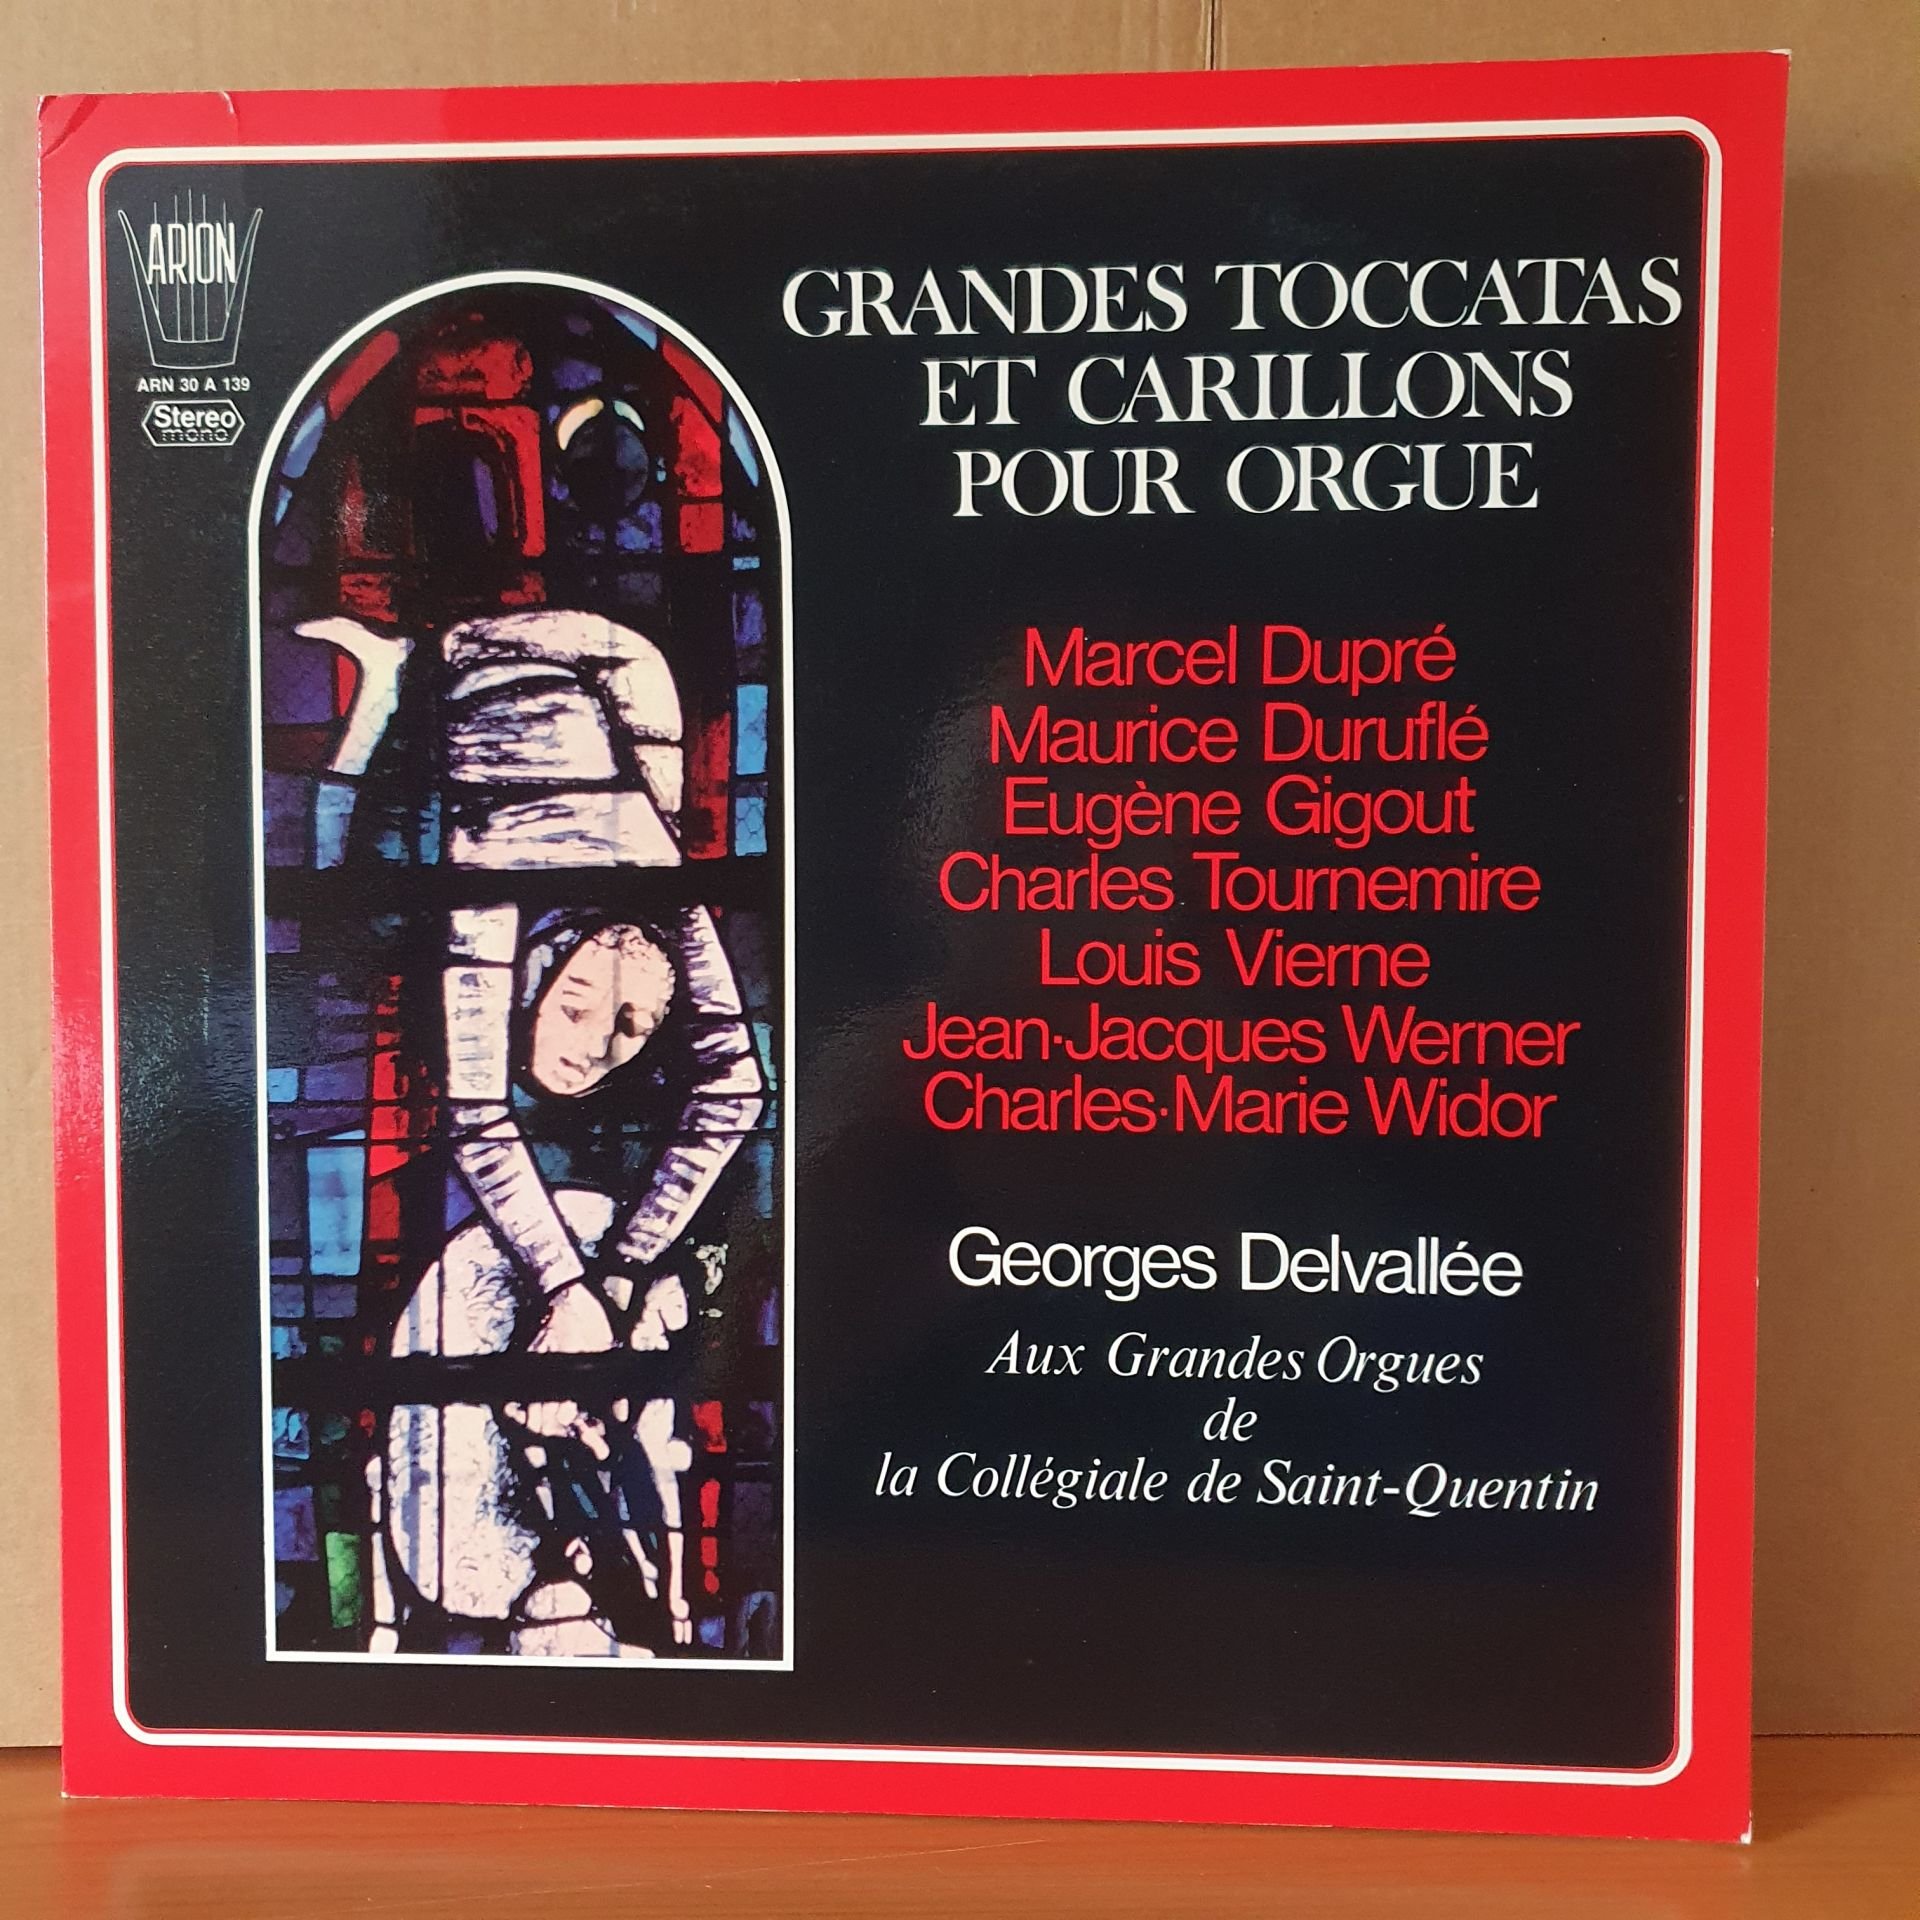 ARION
ARN 30 A 139
Stereo
mono
GRANDES TOCCATAS
ET CARILLONS
POUR ORGUE
Marcel Dupré
Maurice Duruflé
Eugène Gigout
Charles Tournemire
Louis Vierne
Jean-Jacques Werner
Charles-Marie Widor
Georges Delvallée
Aux Grandes Orgues
de
la Collégiale de Saint-Quentin